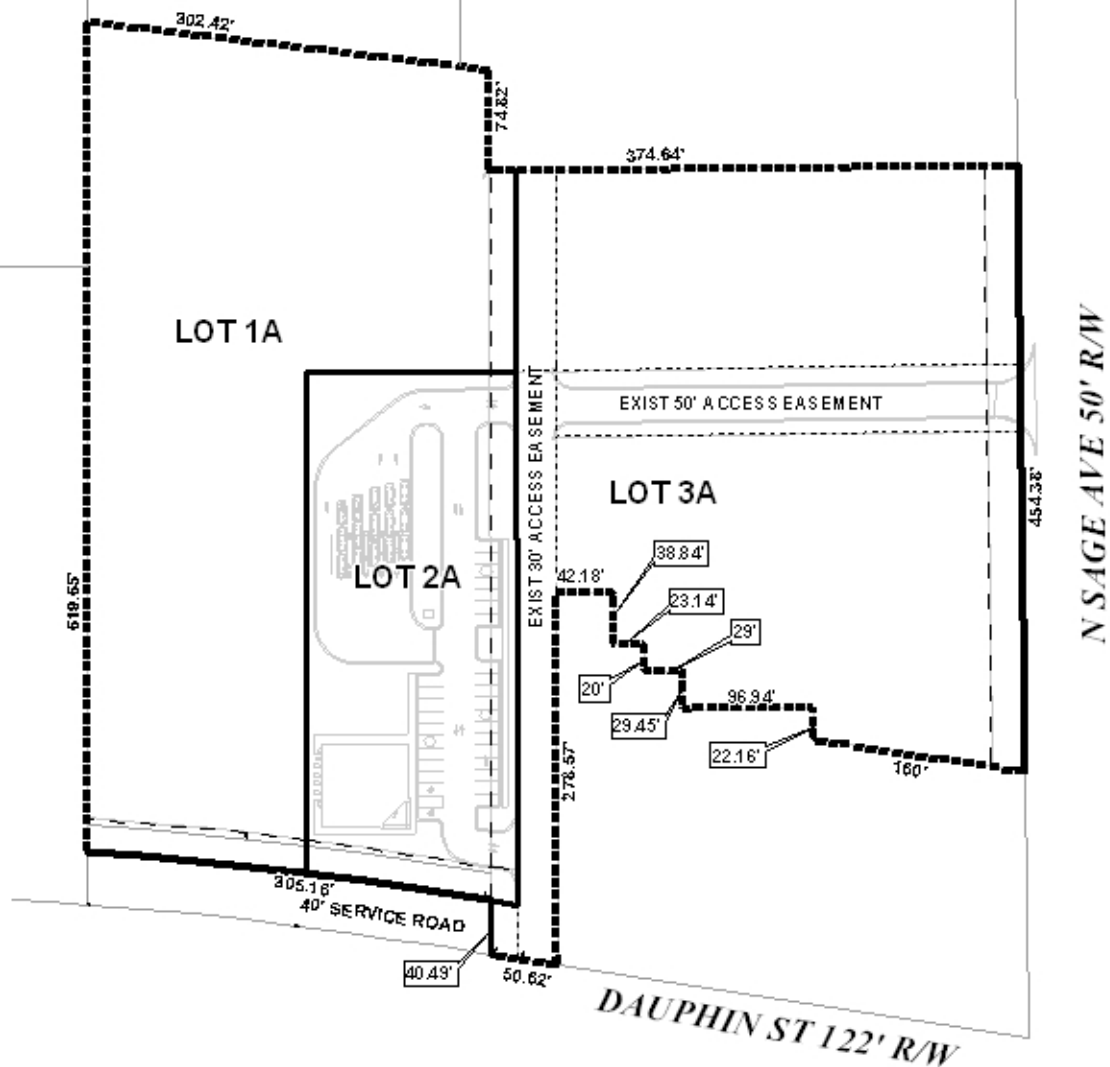 302.42'
74.82'
374.64'
LOT 1A
EXIST 50' ACCESS EASEMENT
EXIST 30' ACCESS EASEMENT
N SAGE AVE 50' R/W
LOT 3A
454.38'
LOT 2A
38.84'
42.18'
23.14'
619.65'
29'
20'
96.94'
29.45'
22.16'
160'
278.57'
305.16'
40' SERVICE ROAD
40.49'
50.62'
DAUPHIN ST 122' R/W